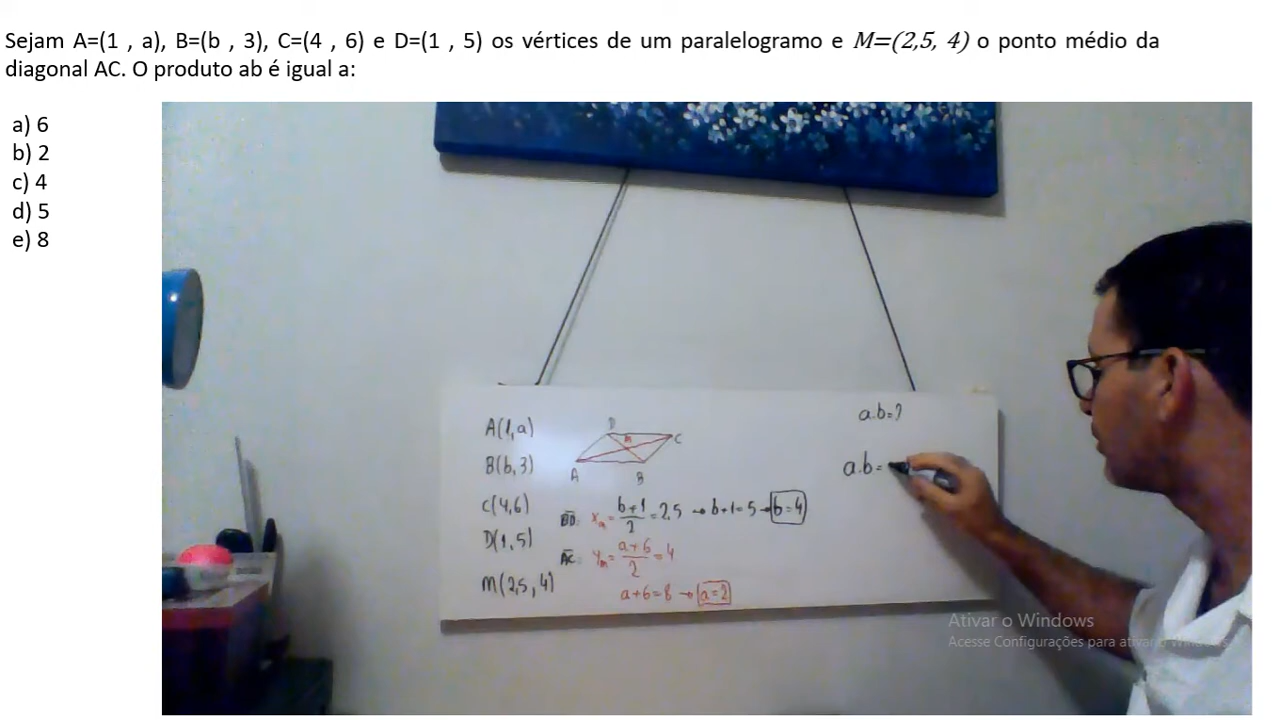 Sejam A=(1 , a), B=(b , 3), C=(4 , 6) e D=(1 , 5) os vértices de um paralelogramo e M=(2,5, 4) o ponto médio da
diagonal AC. O produto ab é igual a:
a) 6
b) 2
c) 4
d) 5
e) 8
A(1,a)
B(b,3)
C(4,6)
D(1,5)
M(2,5,4)
D
M
C
A
B
BD: xₘ= b+1/2 = 2,5 → b+1=5 → b=4
AC: yₘ= a+6/2 = 4
a+6=8 → a=2
a.b=?
a.b=
Ativar o Windows
Acesse Configurações para ativar o Windows.